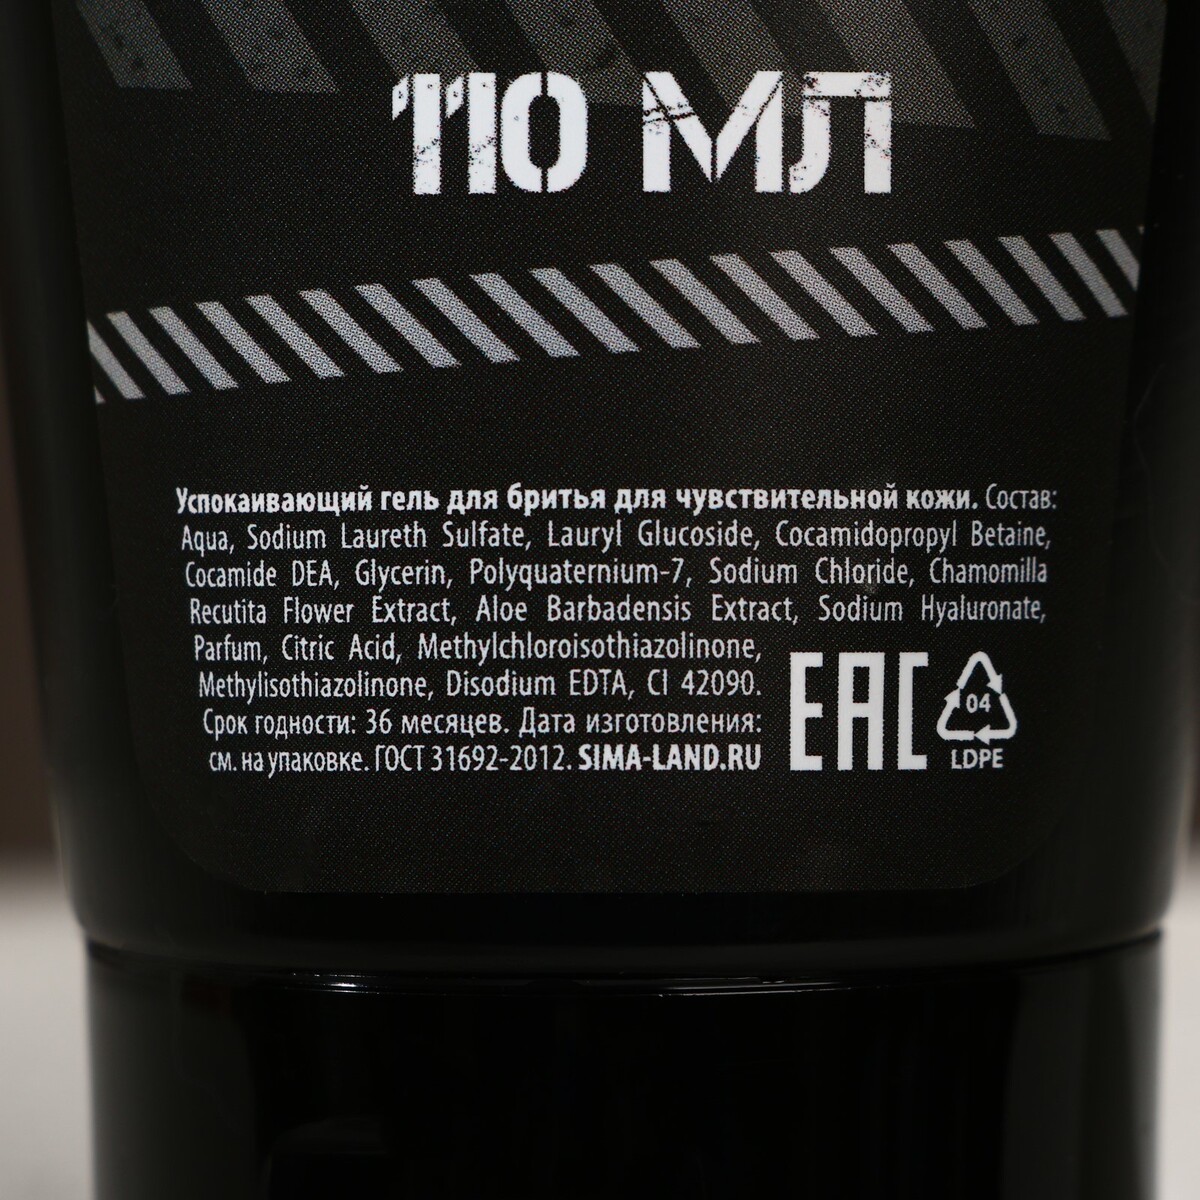 110 МЛ
Успокаивающий гель для бритья для чувствительной кожи. Состав:
Aqua, Sodium Laureth Sulfate, Lauryl Glucoside, Cocamidopropyl Betaine,
Cocamide DEA, Glycerin, Polyquaternium-7, Sodium Chloride, Chamomilla
Recutita Flower Extract, Aloe Barbadensis Extract, Sodium Hyaluronate,
Parfum, Citric Acid, Methylchloroisothiazolinone,
Methylisothiazolinone, Disodium EDTA, CI 42090.
Срок годности: 36 месяцев. Дата изготовления:
см. на упаковке. ГОСТ 31692-2012. SIMA-LAND.RU
EAC
04
LDPE